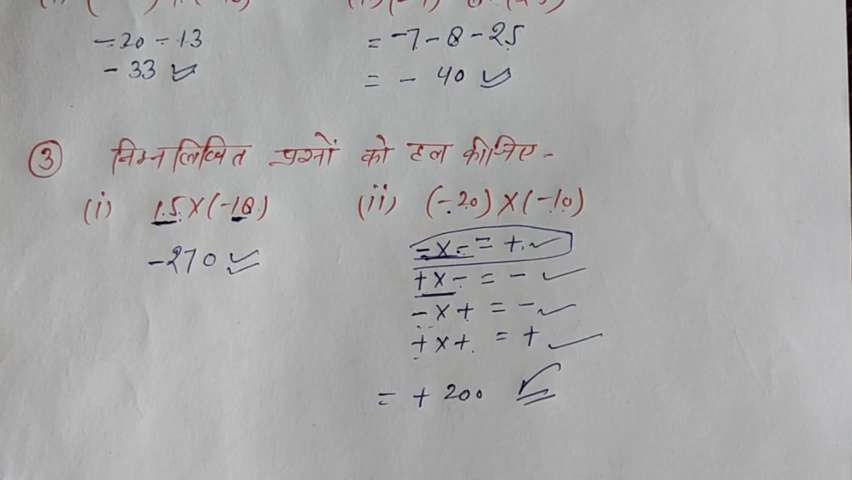 -20-13
= -7-8-25
-33
= - 40
③ निम्नलिखित प्रश्नों को हल कीजिए-
(i) 15×(-18) (ii) (-20)×(-10)
-×- = +
-270
+×- = -
-×+ = -
+×+ = +
= + 200